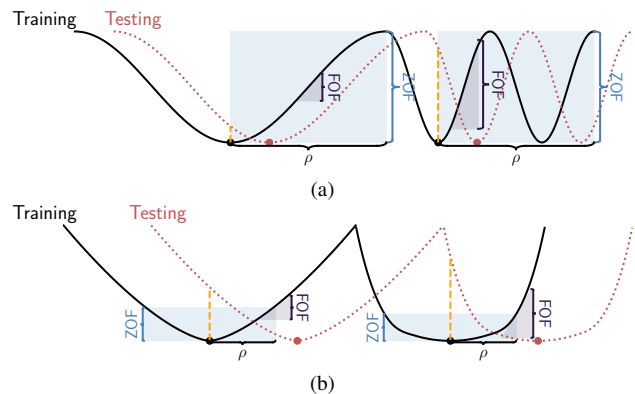 Training Testing
FOF ZOF FOF ZOF
ρ ρ
(a)
Training Testing
ZOF FOF ZOF FOF
ρ ρ
(b)